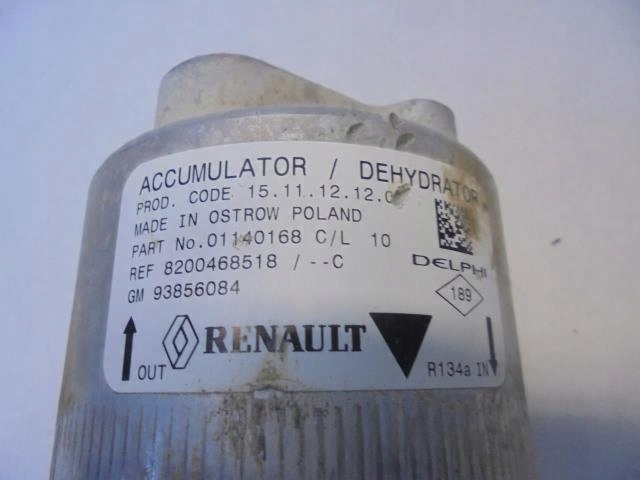 ACCUMULATOR / DEHYDRATOR
PROD. CODE 15.11.12.12.
MADE IN OSTROW POLAND
PART No.01140168 C/L 10
REF 8200468518 / --C
DELPHI
GM 93856084
189
OUT
RENAULT
R134a IN